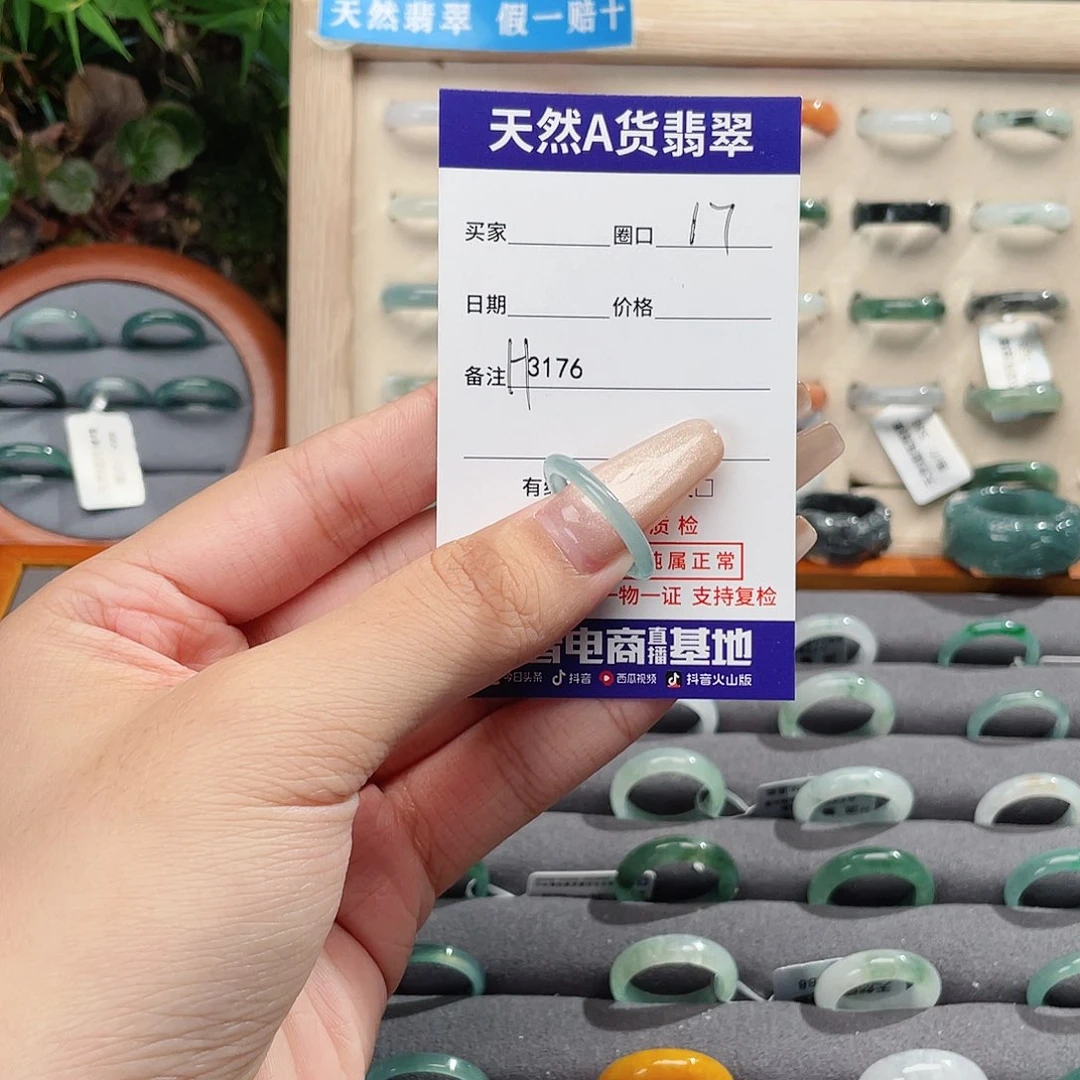 天然翡翠 假一赔十
天然A货翡翠
买家 圈口 17
日期 价格
备注 H3176
有
质检
纯属正常
一物一证 支持复检
电商直播基地
今日头条 抖音 西瓜视频 抖音火山版